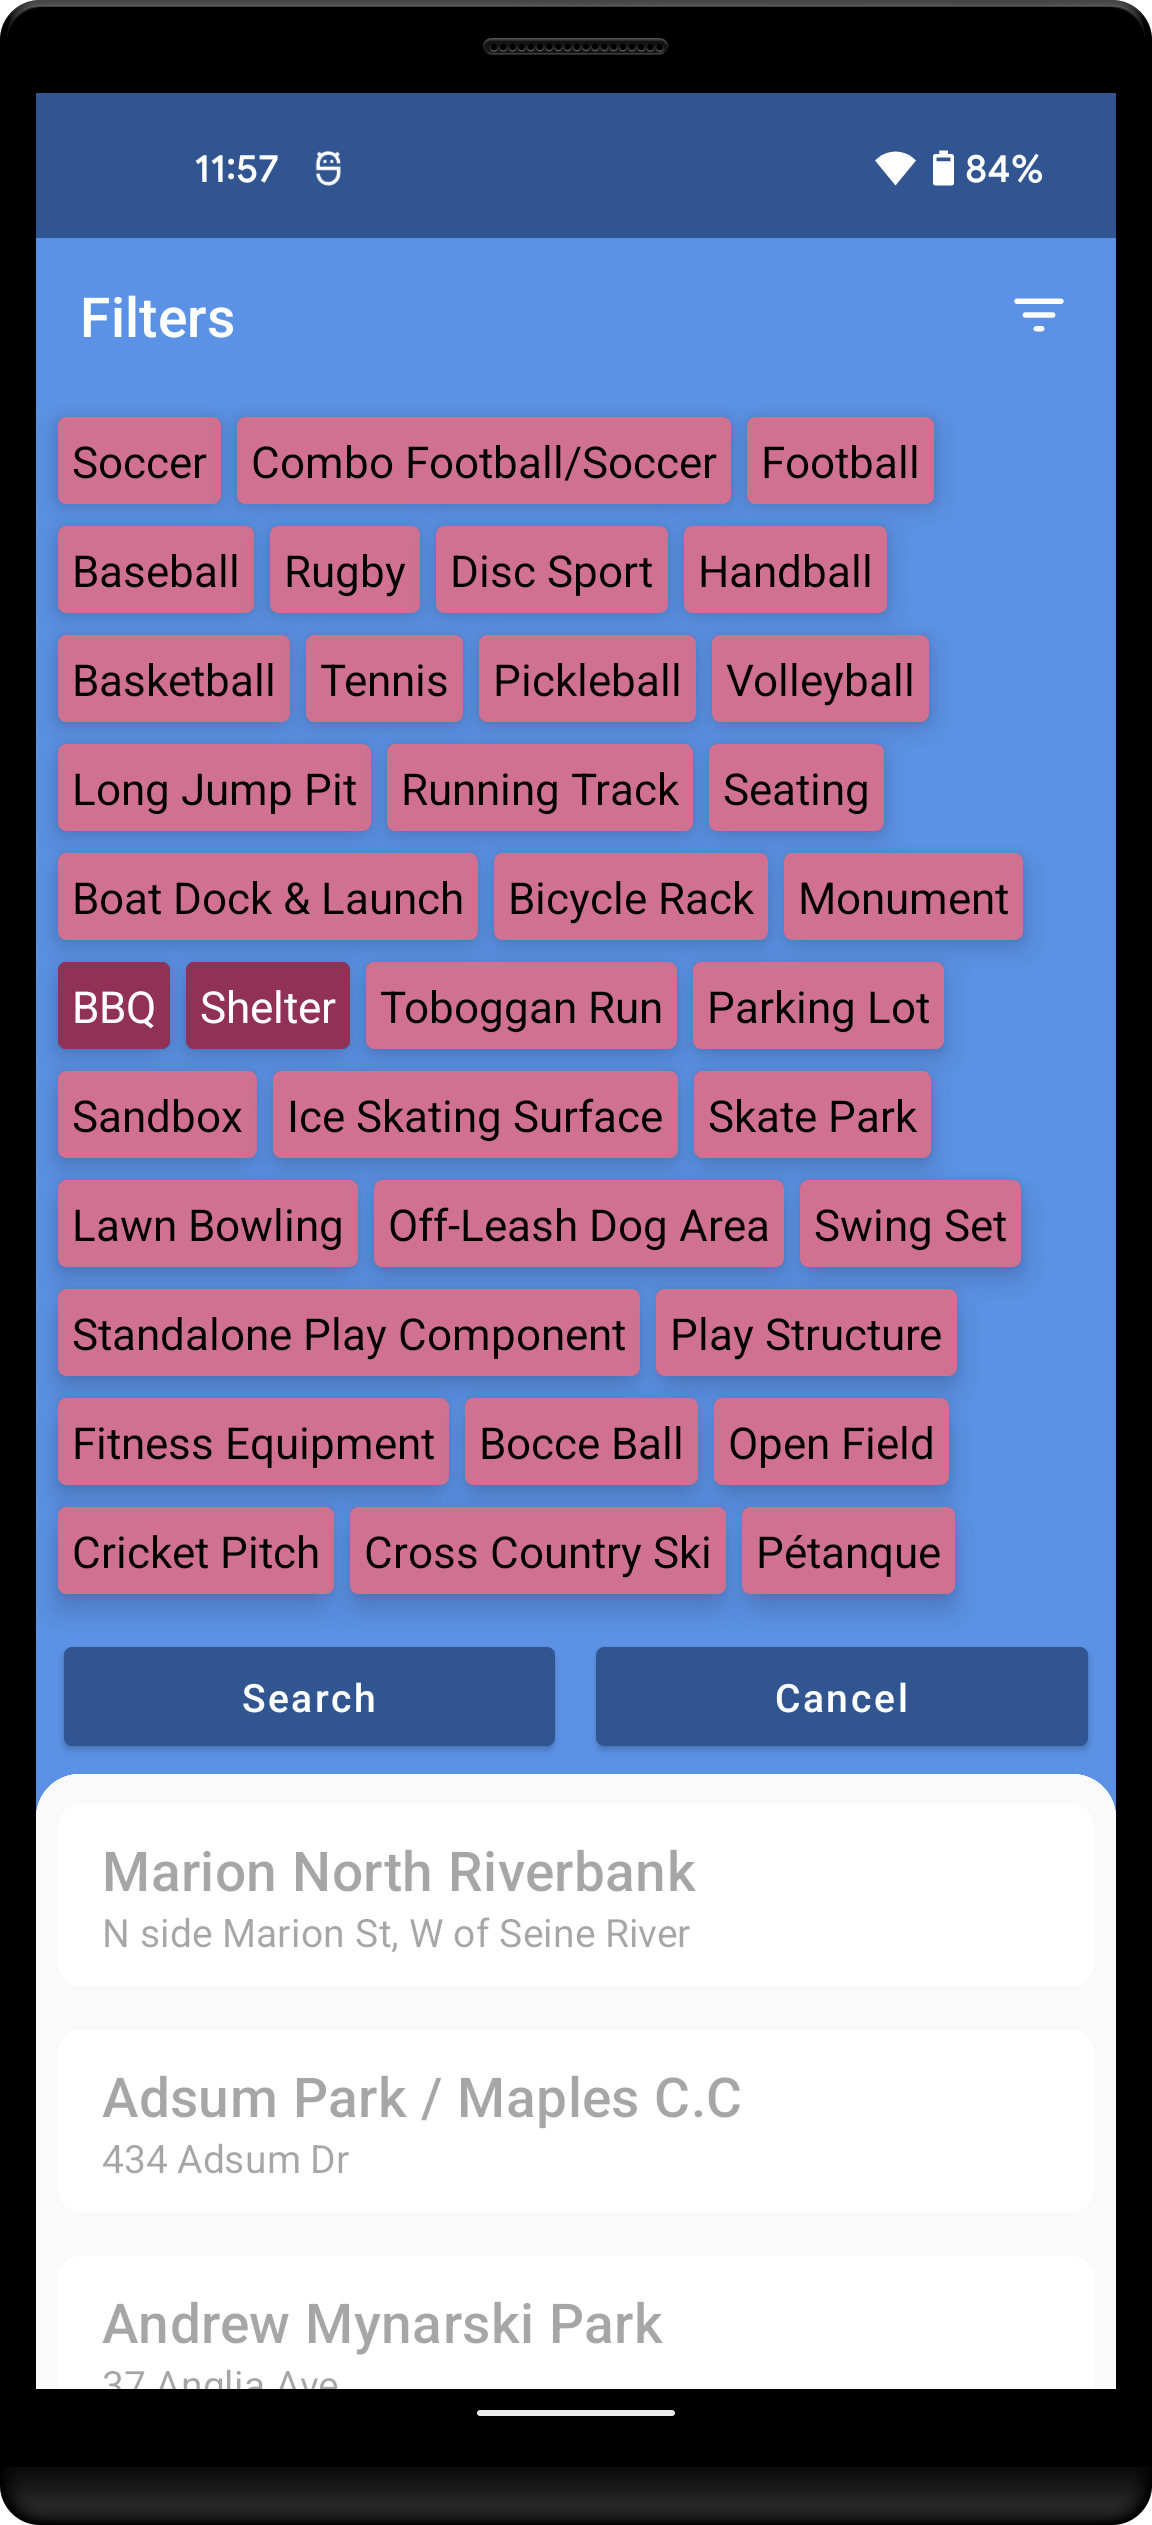 11:57 84%
Filters
Soccer Combo Football/Soccer Football
Baseball Rugby Disc Sport Handball
Basketball Tennis Pickleball Volleyball
Long Jump Pit Running Track Seating
Boat Dock & Launch Bicycle Rack Monument
BBQ Shelter Toboggan Run Parking Lot
Sandbox Ice Skating Surface Skate Park
Lawn Bowling Off-Leash Dog Area Swing Set
Standalone Play Component Play Structure
Fitness Equipment Bocce Ball Open Field
Cricket Pitch Cross Country Ski Pétanque
Search Cancel
Marion North Riverbank
N side Marion St, W of Seine River
Adsum Park / Maples C.C
434 Adsum Dr
Andrew Mynarski Park
37 Anglia Ave